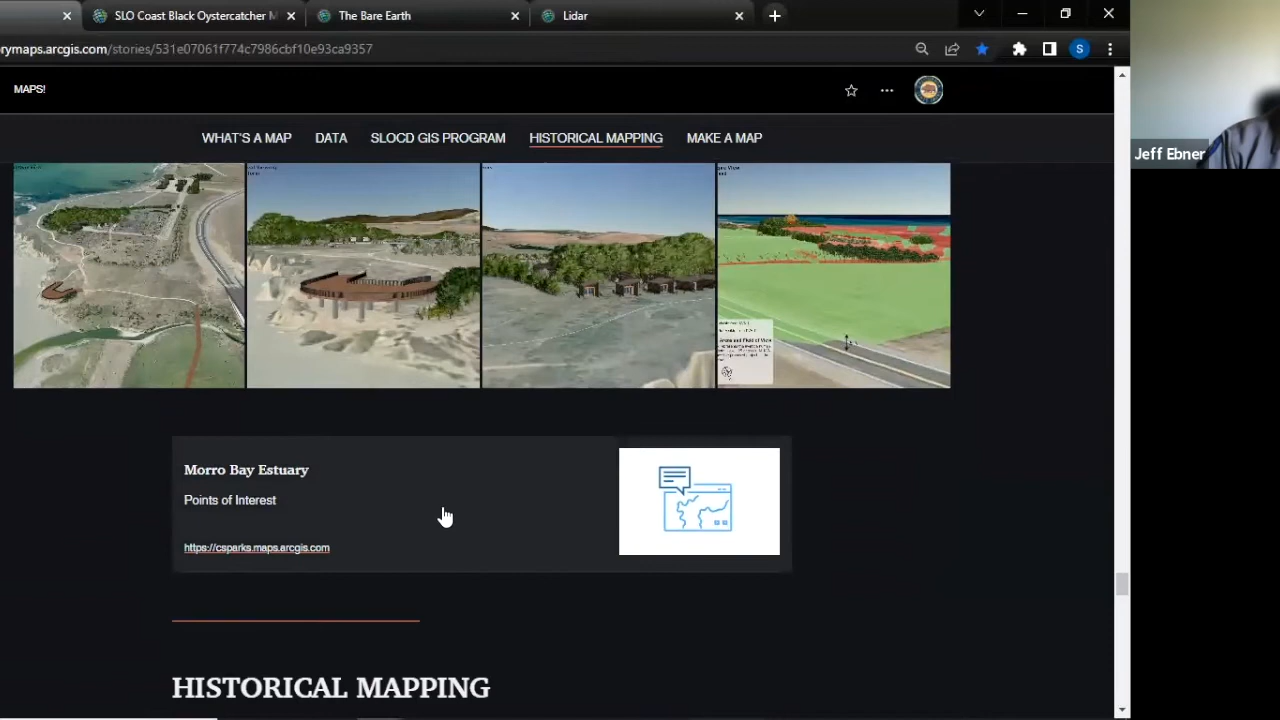 SLO Coast Black Oystercatcher M
The Bare Earth
Lidar
rymaps.arcgis.com/stories/531e07061f774c7986cbf10e93ca9357
S
MAPS!
WHAT'S A MAP
DATA
SLOCD GIS PROGRAM
HISTORICAL MAPPING
MAKE A MAP
Jeff Ebner
Morro Bay Estuary
Points of Interest
https://csparks.maps.arcgis.com
HISTORICAL MAPPING